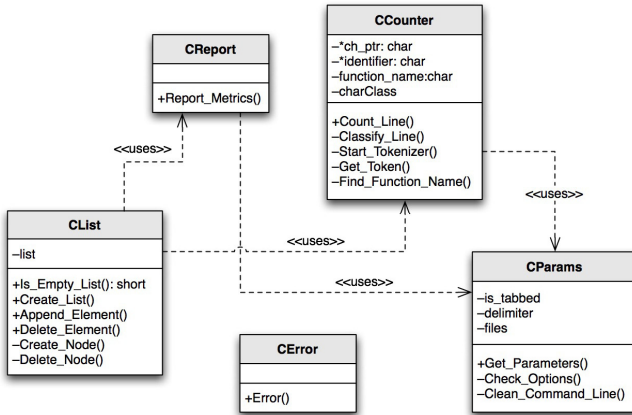 CReport
+Report_Metrics()
CCounter
–*ch_ptr: char
–*identifier: char
–function_name:char
–charClass
+Count_Line()
–Classify_Line()
–Start_Tokenizer()
–Get_Token()
–Find_Function_Name()
<<uses>>
<<uses>>
CList
–list
+Is_Empty_List(): short
+Create_List()
+Append_Element()
+Delete_Element()
–Create_Node()
–Delete_Node()
<<uses>>
<<uses>>
CParams
–is_tabbed
–delimiter
–files
+Get_Parameters()
–Check_Options()
–Clean_Command_Line()
CError
+Error()